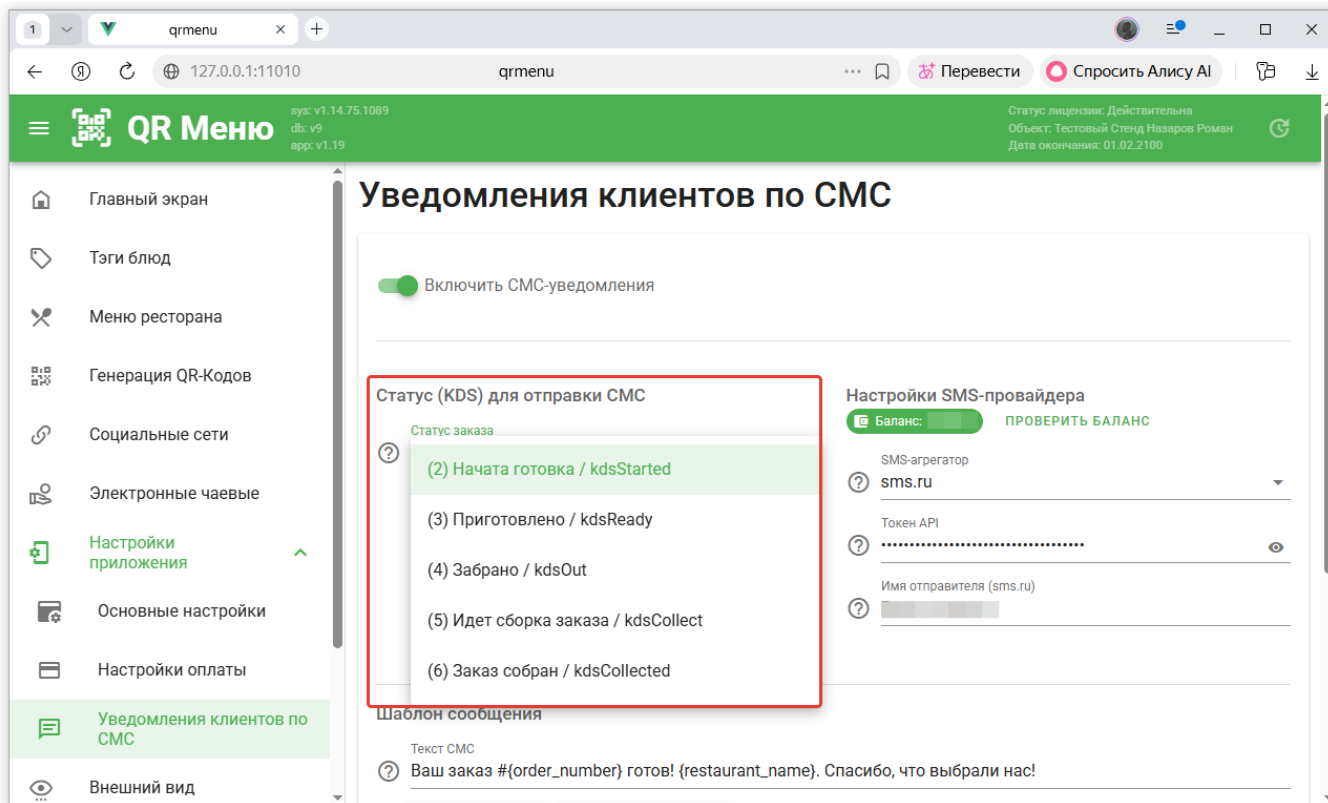 1
qrmenu
127.0.0.1:11010
qrmenu
Перевести
Спросить Алису AI
QR Меню
sys: v1.14.75.1089
db: v9
app: v1.19
Статус лицензии: Действительна
Объект: Тестовый Стенд Назаров Роман
Дата окончания: 01.02.2100
Главный экран
Тэги блюд
Меню ресторана
Генерация QR-Кодов
Социальные сети
Электронные чаевые
Настройки
приложения
Основные настройки
Настройки оплаты
Уведомления клиентов по
СМС
Внешний вид
Уведомления клиентов по СМС
Включить СМС-уведомления
Статус (KDS) для отправки СМС
Статус заказа
(2) Начата готовка / kdsStarted
(3) Приготовлено / kdsReady
(4) Забрано / kdsOut
(5) Идет сборка заказа / kdsCollect
(6) Заказ собран / kdsCollected
Настройки SMS-провайдера
Баланс:
ПРОВЕРИТЬ БАЛАНС
SMS-агрегатор
sms.ru
Токен API
Имя отправителя (sms.ru)
Шаблон сообщения
Текст СМС
Ваш заказ #{order_number} готов! {restaurant_name}. Спасибо, что выбрали нас!